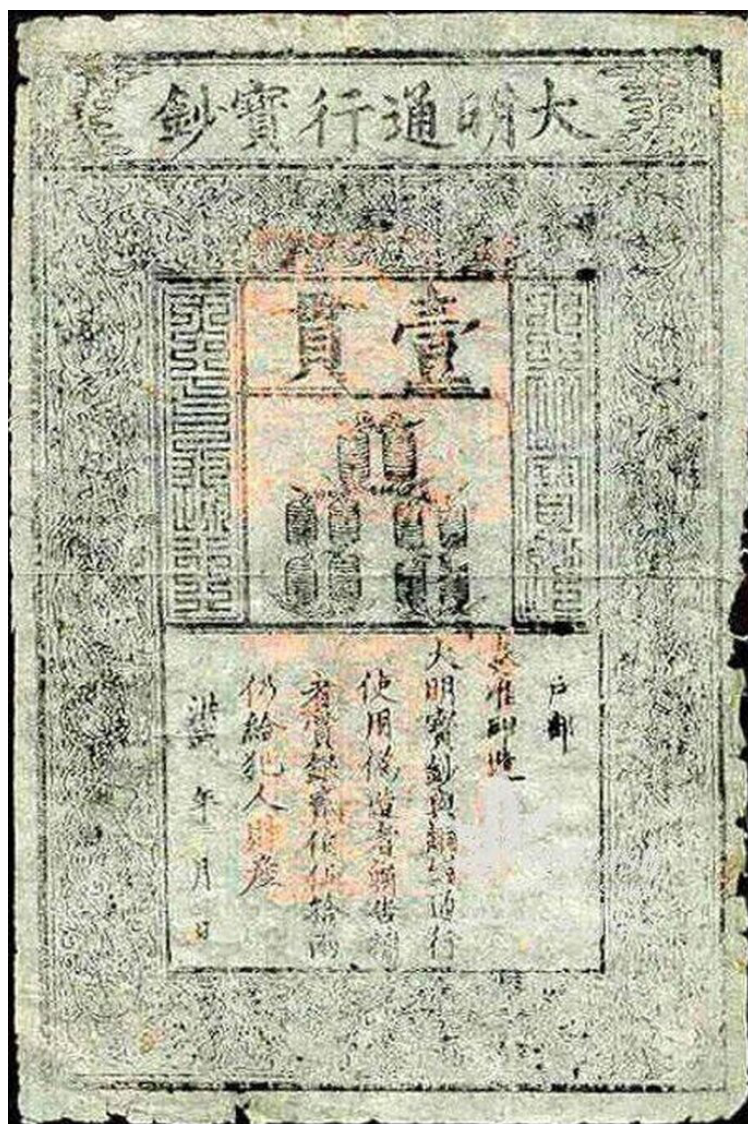 大明通行寶鈔
壹貫
户部
奏准印造
大明寶鈔與銅錢通行
使用偽造者斬告捕
者賞銀貳伯伍拾兩
仍給犯人財產
洪武 年 月 日